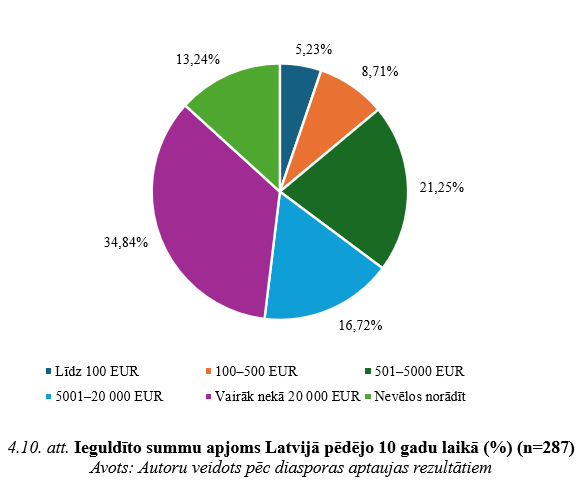 5,23%
8,71%
21,25%
16,72%
34,84%
13,24%
Līdz 100 EUR
100–500 EUR
501–5000 EUR
5001–20 000 EUR
Vairāk nekā 20 000 EUR
Nevēlos norādīt
4.10. att. Ieguldīto summu apjoms Latvijā pēdējo 10 gadu laikā (%) (n=287)
Avots: Autoru veidots pēc diasporas aptaujas rezultātiem